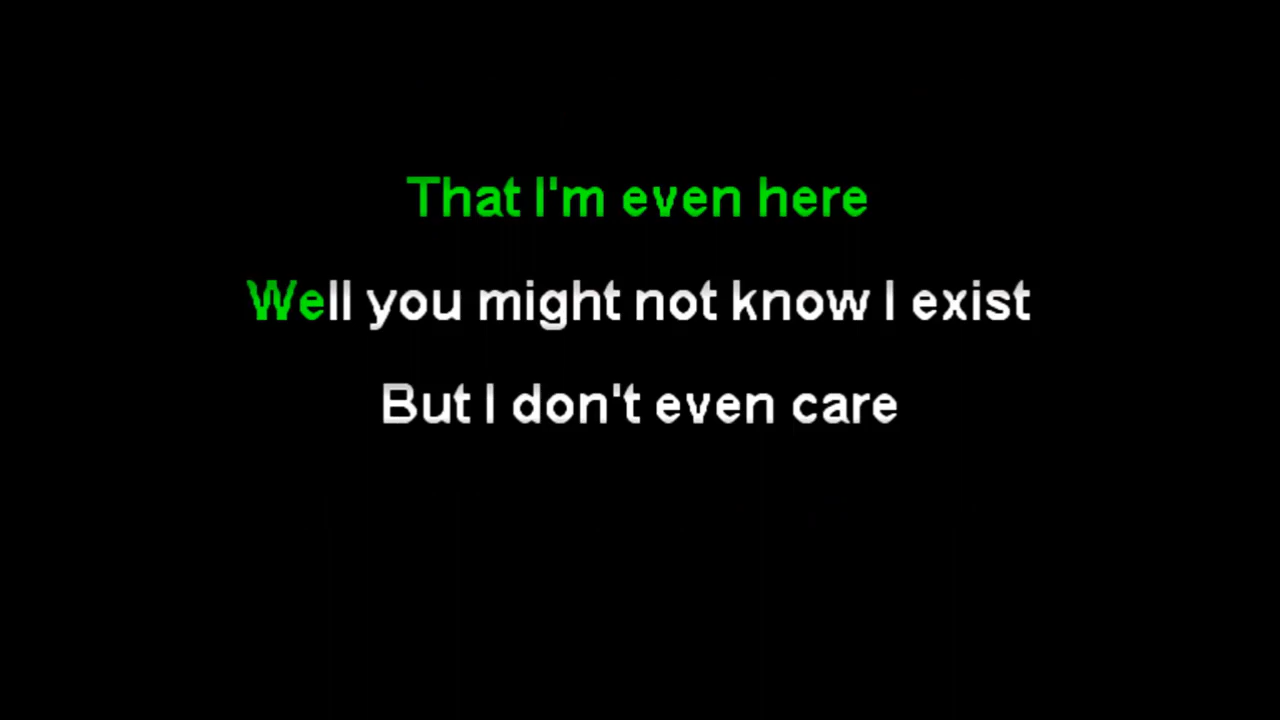 That I'm even here
Well you might not know I exist
But I don't even care